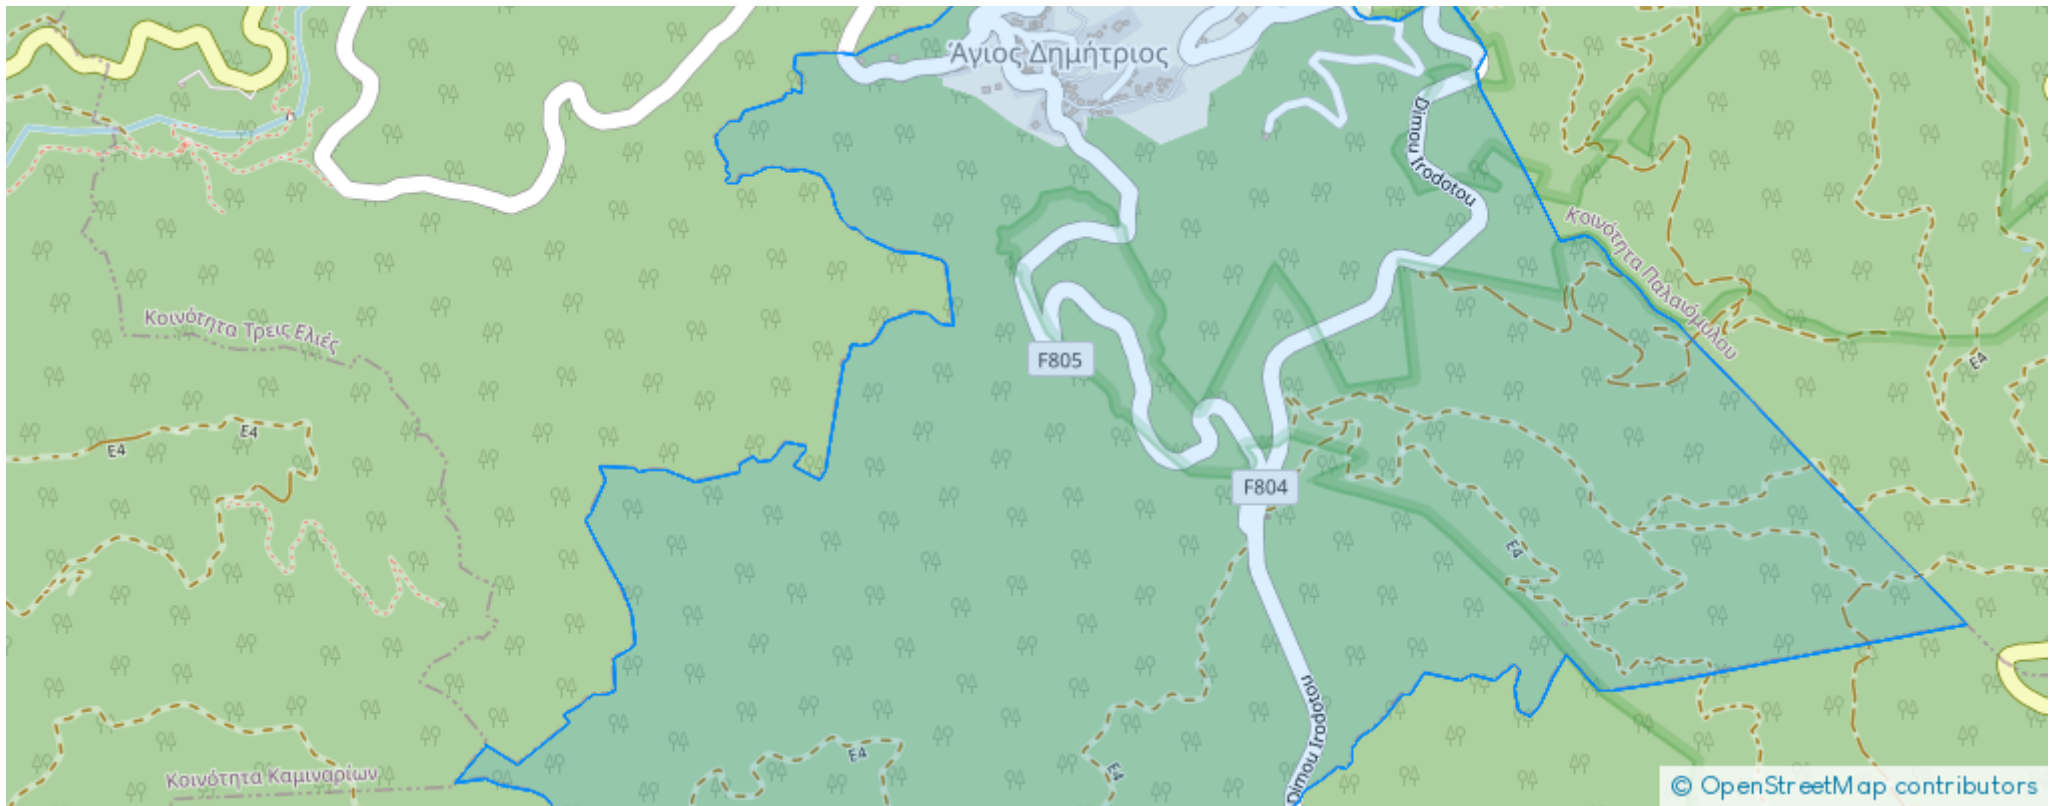 Άγιος Δημήτριος
Dimou Irodotou
Κοινότητα Παλαιόμυλου
Κοινότητα Τρεις Ελιές
F805
E4
E4
E4
F804
E4
Dimou Irodotou
E4
E4
Κοινότητα Καμιναρίων
© OpenStreetMap contributors